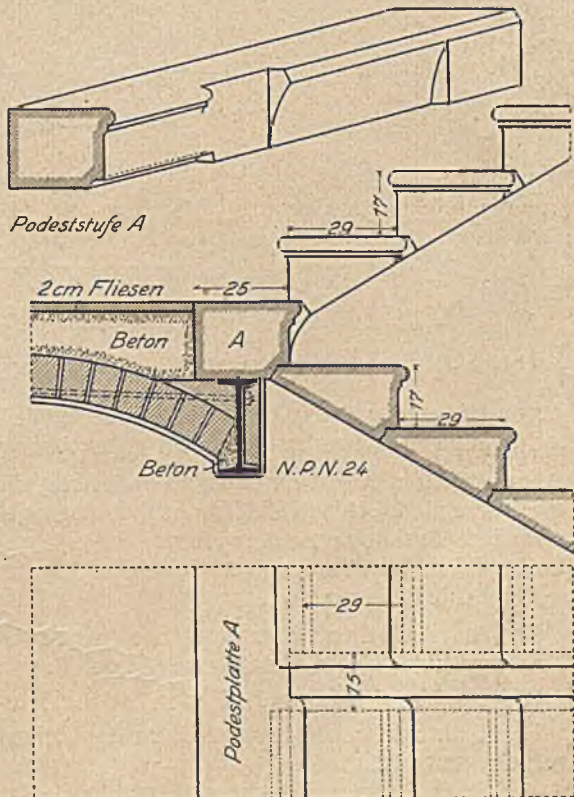 Podeststufe A
17
29
2cm Fliesen
25
Beton
A
17
29
Beton
N.P.N.24
29
Podestplatte A
15